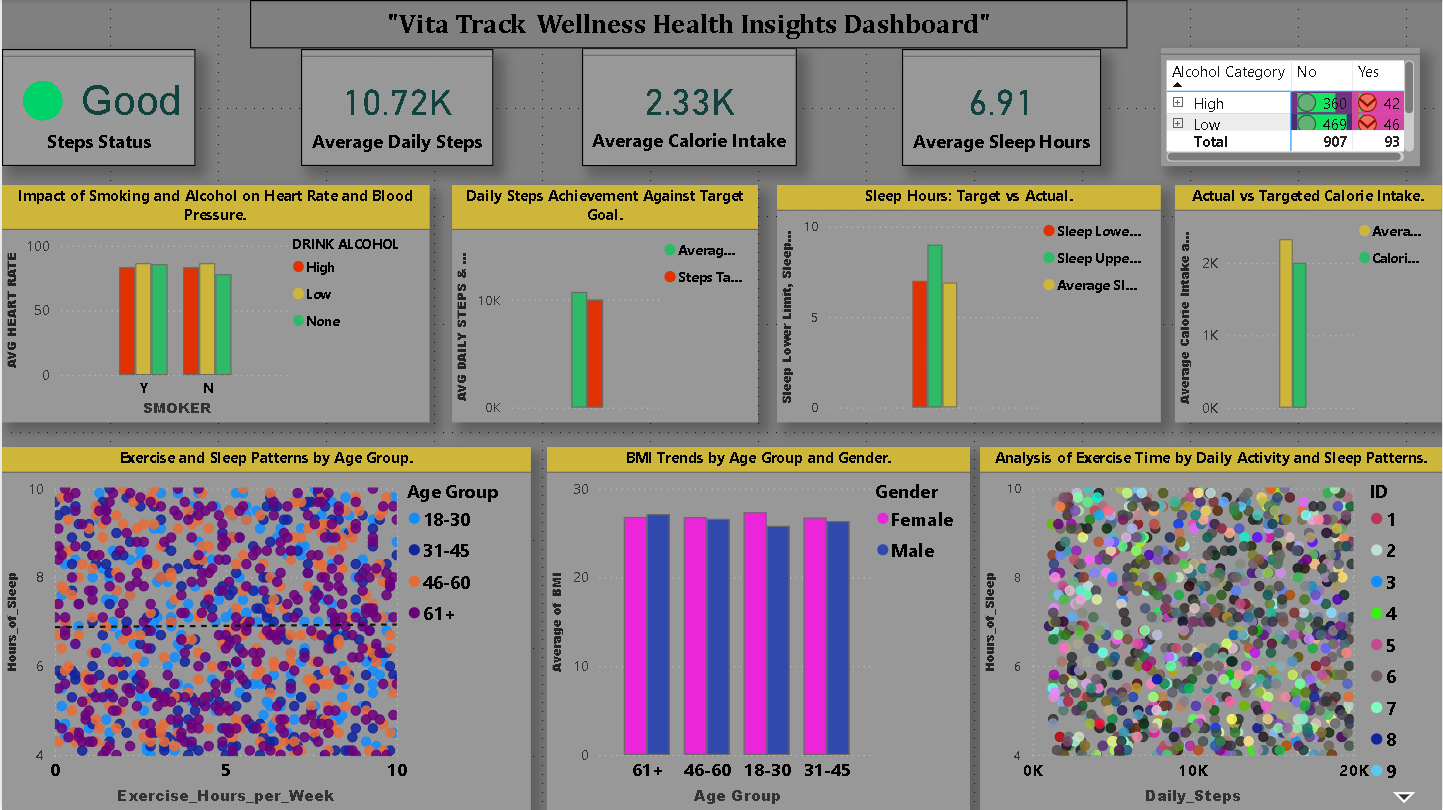 "Vita Track Wellness Health Insights Dashboard"
Good
Steps Status
10.72K
Average Daily Steps
2.33K
Average Calorie Intake
6.91
Average Sleep Hours
Alcohol Category No Yes
High 360 42
Low 469 46
Total 907 93
Impact of Smoking and Alcohol on Heart Rate and Blood
Pressure.
AVG HEART RATE
100
50
0
Y N
SMOKER
DRINK ALCOHOL
High
Low
None
Daily Steps Achievement Against Target
Goal.
AVG DAILY STEPS & ...
10K
0K
Averag...
Steps Ta...
Sleep Hours: Target vs Actual.
Sleep Lower Limit, Sleep...
10
5
0
Sleep Lowe...
Sleep Uppe...
Average Sl...
Actual vs Targeted Calorie Intake.
Average Calorie Intake a...
2K
1K
0K
Avera...
Calori...
Exercise and Sleep Patterns by Age Group.
Hours_of_Sleep
10
8
6
4
0 5 10
Exercise_Hours_per_Week
Age Group
18-30
31-45
46-60
61+
BMI Trends by Age Group and Gender.
Average of BMI
30
20
10
0
61+ 46-60 18-30 31-45
Age Group
Gender
Female
Male
Analysis of Exercise Time by Daily Activity and Sleep Patterns.
Hours_of_Sleep
10
8
6
4
0K 10K 20K
Daily_Steps
ID
1
2
3
4
5
6
7
8
9